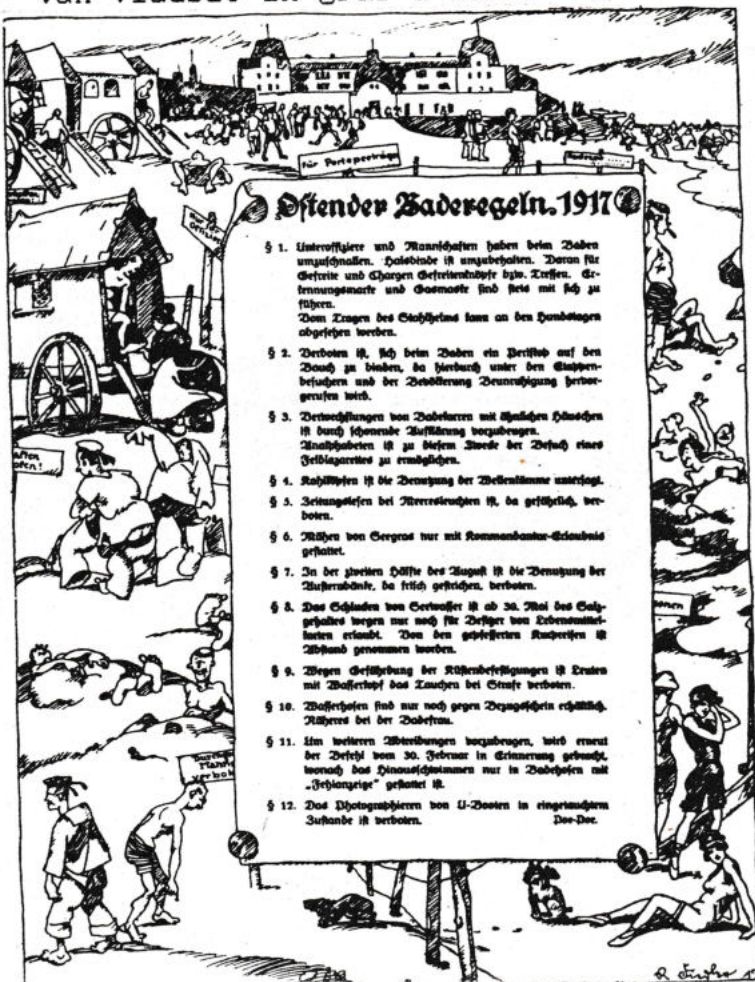 für Portepeeträger
Ostender Baderegeln. 1917
§ 1. Unteroffiziere und Mannschaften haben beim Baden
umzuschnallen. Halsbinde ist umzubehalten. Daran für
Gefreite und Chargen Gefreitenknöpfe bzw. Tressen. Er-
kennungsmarke und Gasmaske sind stets mit sich zu
führen.
Vom Tragen des Stahlhelms kann an den Hundstagen
abgesehen werden.
§ 2. Verboten ist, sich beim Baden ein Periskop auf den
Bauch zu binden, da hierdurch unter den Etappen-
besuchern und der Bevölkerung Beunruhigung hervor-
gerufen wird.
§ 3. Verwechslungen von Badekarren mit ähnlichen Häuschen
ist durch schonende Aufklärung vorzubeugen.
Analphabeten ist zu diesem Zwecke der Besuch eines
Feldlazarettes zu ermöglichen.
§ 4. Kahlköpfen ist die Benutzung der Wellenkämme untersagt.
§ 5. Zeitungslesen bei Meeresleuchten ist, da gefährlich, ver-
boten.
§ 6. Mähen von Seegras nur mit Kommandantur-Erlaubnis
gestattet.
§ 7. In der zweiten Hälfte des August ist die Benutzung der
Austernbänke, da frisch gestrichen, verboten.
§ 8. Das Schlucken von Seewasser ist ab 30. Mai des Salz-
gehaltes wegen nur noch für Besitzer von Lebensmittel-
karten erlaubt. Von den gepfefferten Kurpreisen ist
Abstand genommen worden.
§ 9. Wegen Gefährdung der Küstenbefestigungen ist Leuten
mit Wasserkopf das Tauchen bei Strafe verboten.
§ 10. Wasserhosen sind nur noch gegen Bezugschein erhältlich.
Näheres bei der Badefrau.
§ 11. Um weiteren Abtreibungen vorzubeugen, wird erneut
der Befehl vom 30. Februar in Erinnerung gebracht,
wonach das Hinausschwimmen nur in Badehosen mit
„Fehlanzeige" gestattet ist.
§ 12. Das Photographieren von U-Booten in eingetauchtem
Zustande ist verboten. Poe-Poe.